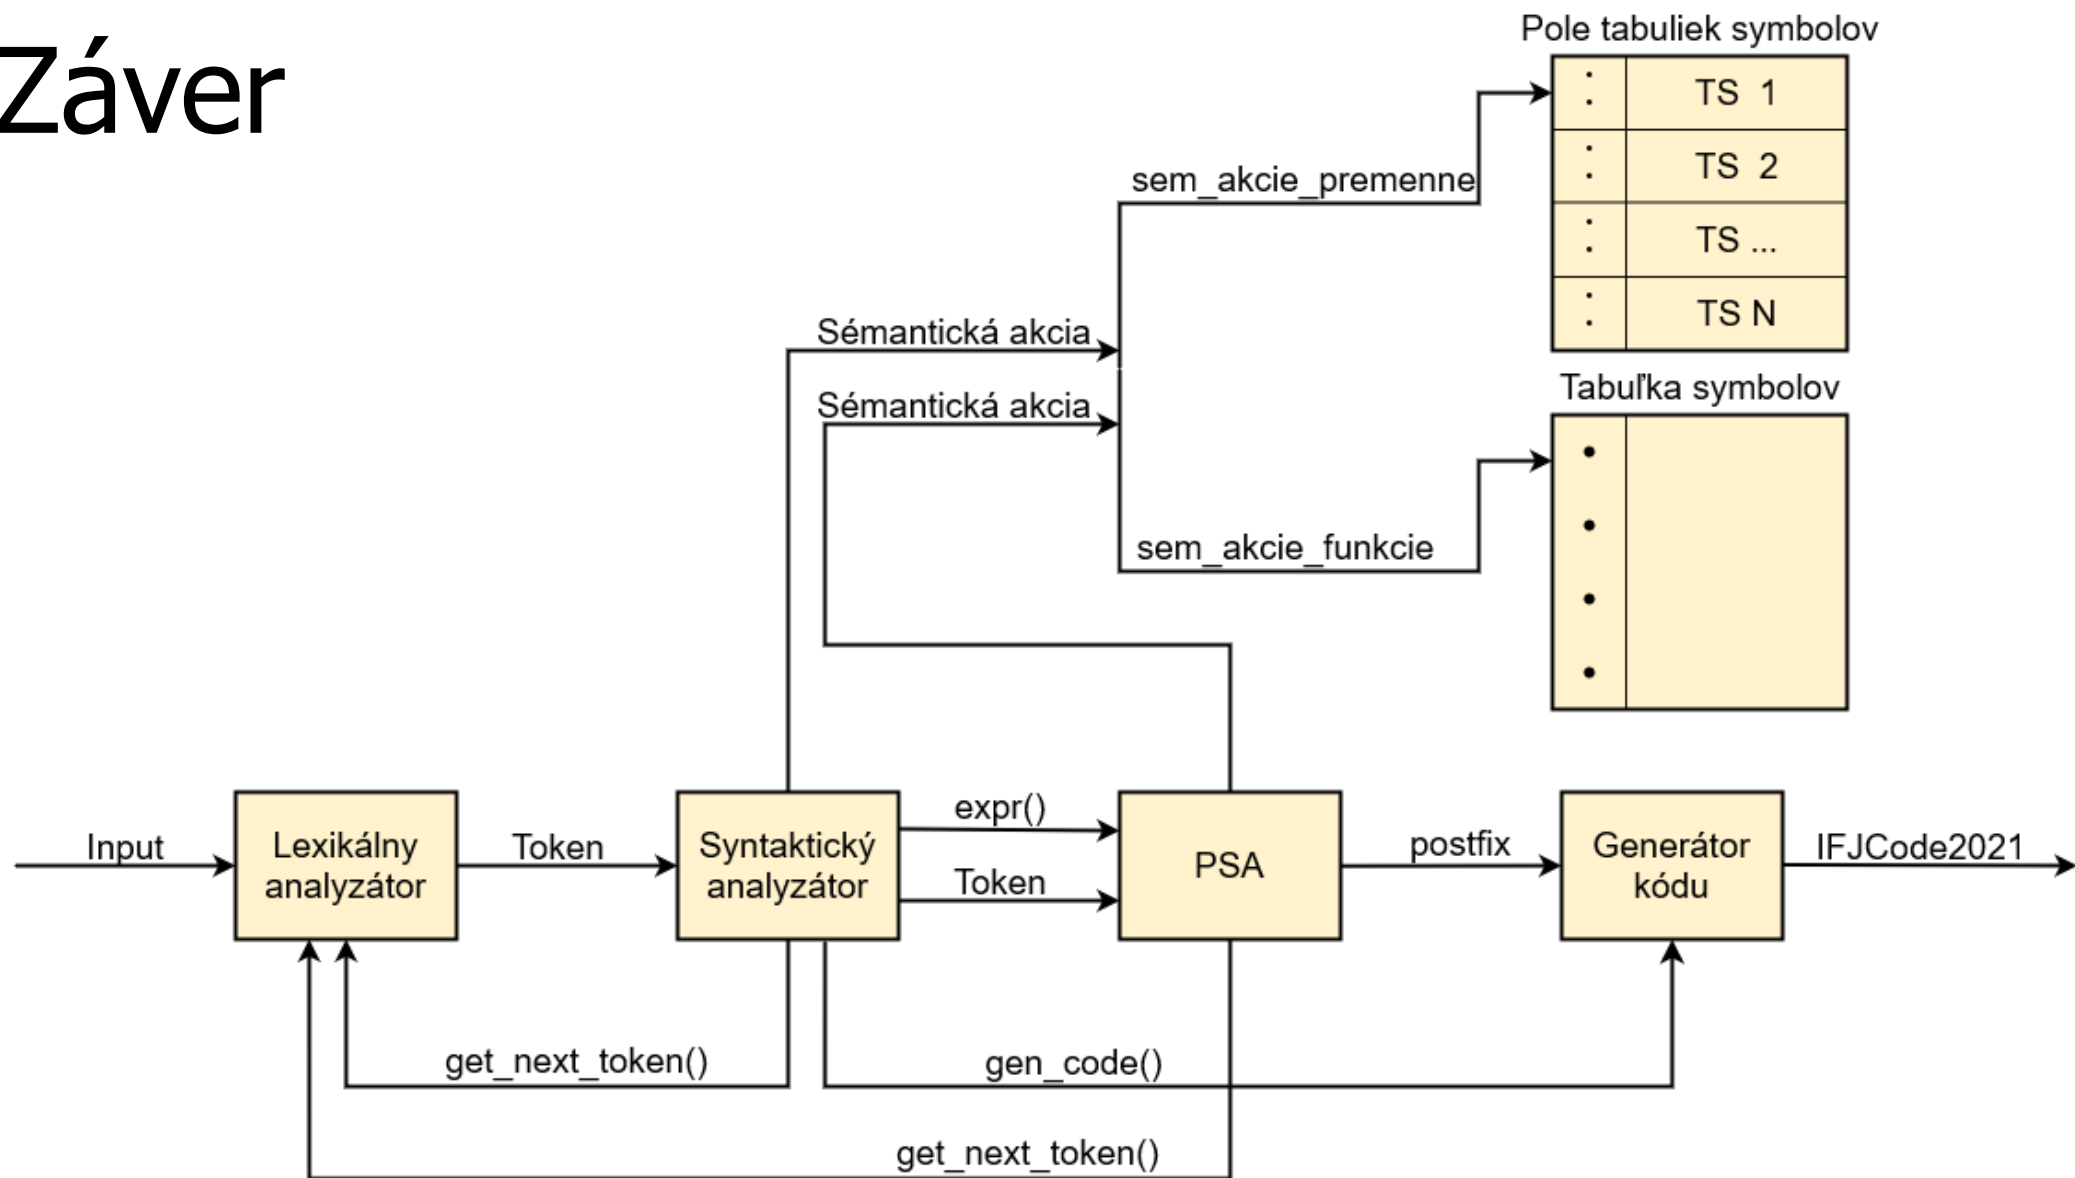 Záver
Pole tabuliek symbolov
TS 1
TS 2
TS ...
TS N
sem_akcie_premenne
Sémantická akcia
Sémantická akcia
Tabuľka symbolov
sem_akcie_funkcie
Input
Lexikálny
analyzátor
Token
Syntaktický
analyzátor
expr()
Token
PSA
postfix
Generátor
kódu
IFJCode2021
get_next_token()
gen_code()
get_next_token()